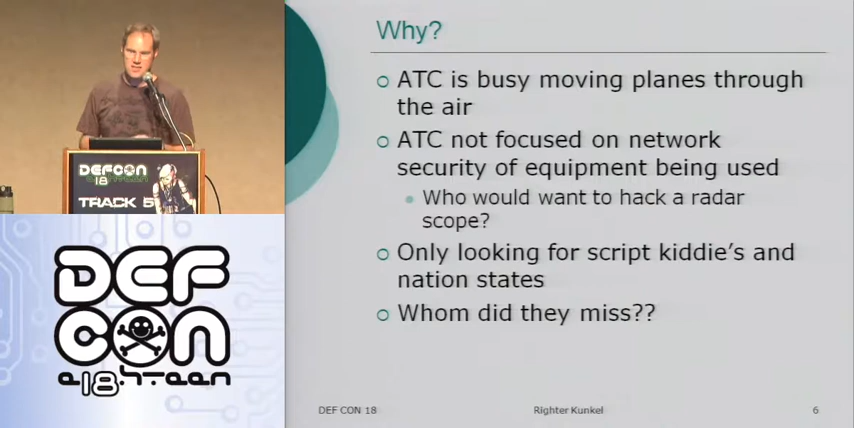 DEFCON
18
TRACK 5
DEF
CON
Why?
ATC is busy moving planes through
the air
ATC not focused on network
security of equipment being used
Who would want to hack a radar
scope?
Only looking for script kiddie's and
nation states
Whom did they miss??
DEF CON 18
Righter Kunkel
6